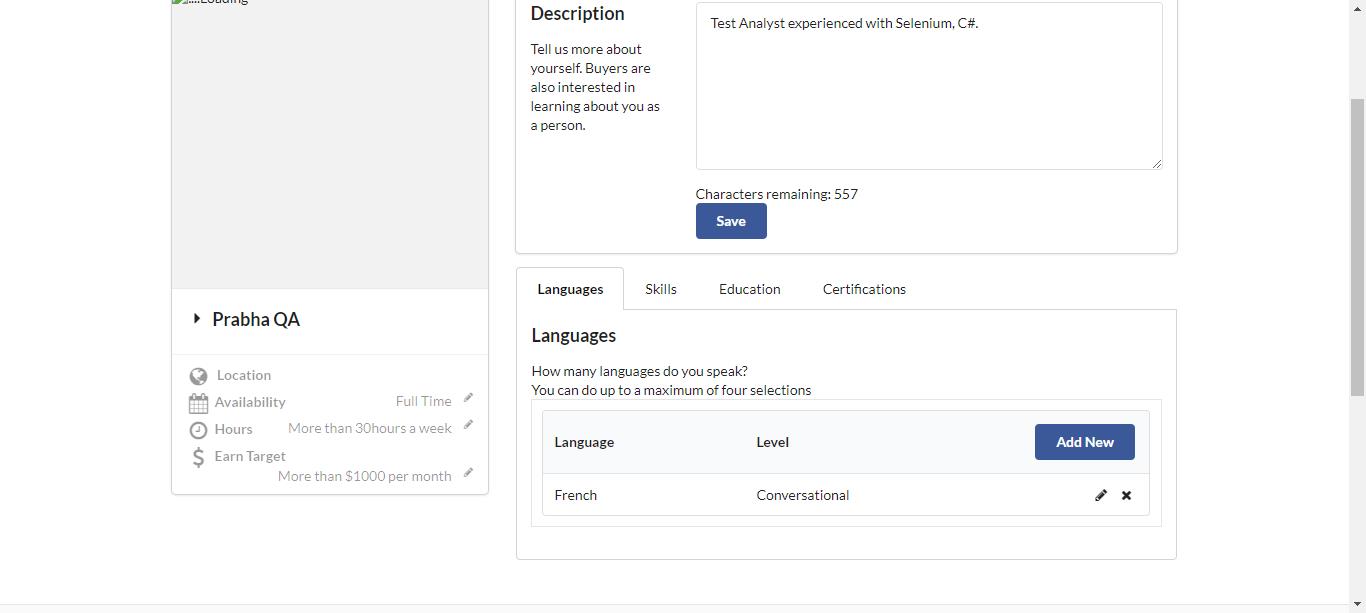 ....Loading
Prabha QA
Location
Availability Full Time
Hours More than 30hours a week
Earn Target
More than $1000 per month
Description
Tell us more about
yourself. Buyers are
also interested in
learning about you as
a person.
Test Analyst experienced with Selenium, C#.
Characters remaining: 557
Save
Languages Skills Education Certifications
Languages
How many languages do you speak?
You can do up to a maximum of four selections
Language Level Add New
French Conversational